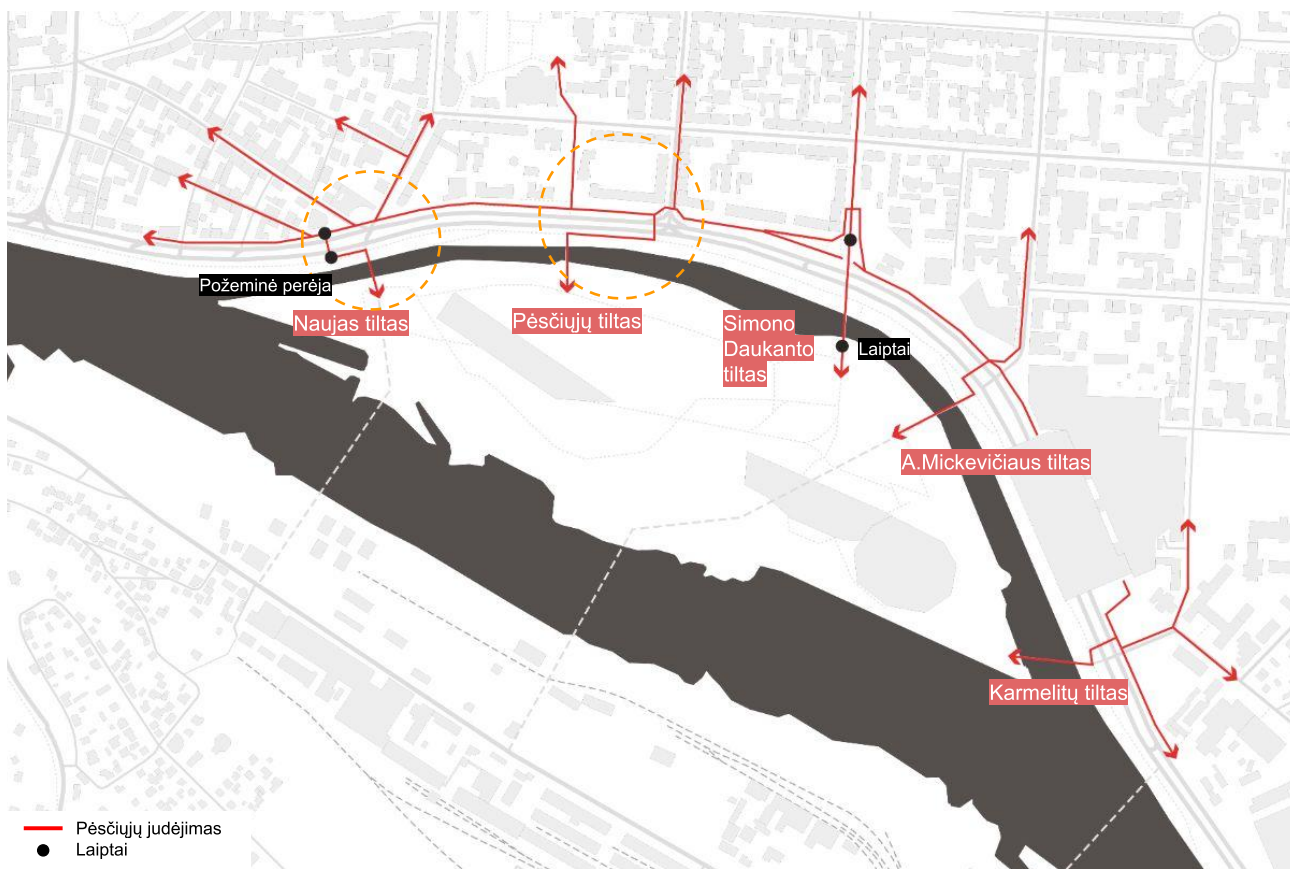 Požeminė perėja
Naujas tiltas
Pėsčiųjų tiltas
Simono
Daukanto
tiltas
Laiptai
A.Mickevičiaus tiltas
Karmelitų tiltas
Pėsčiųjų judėjimas
Laiptai